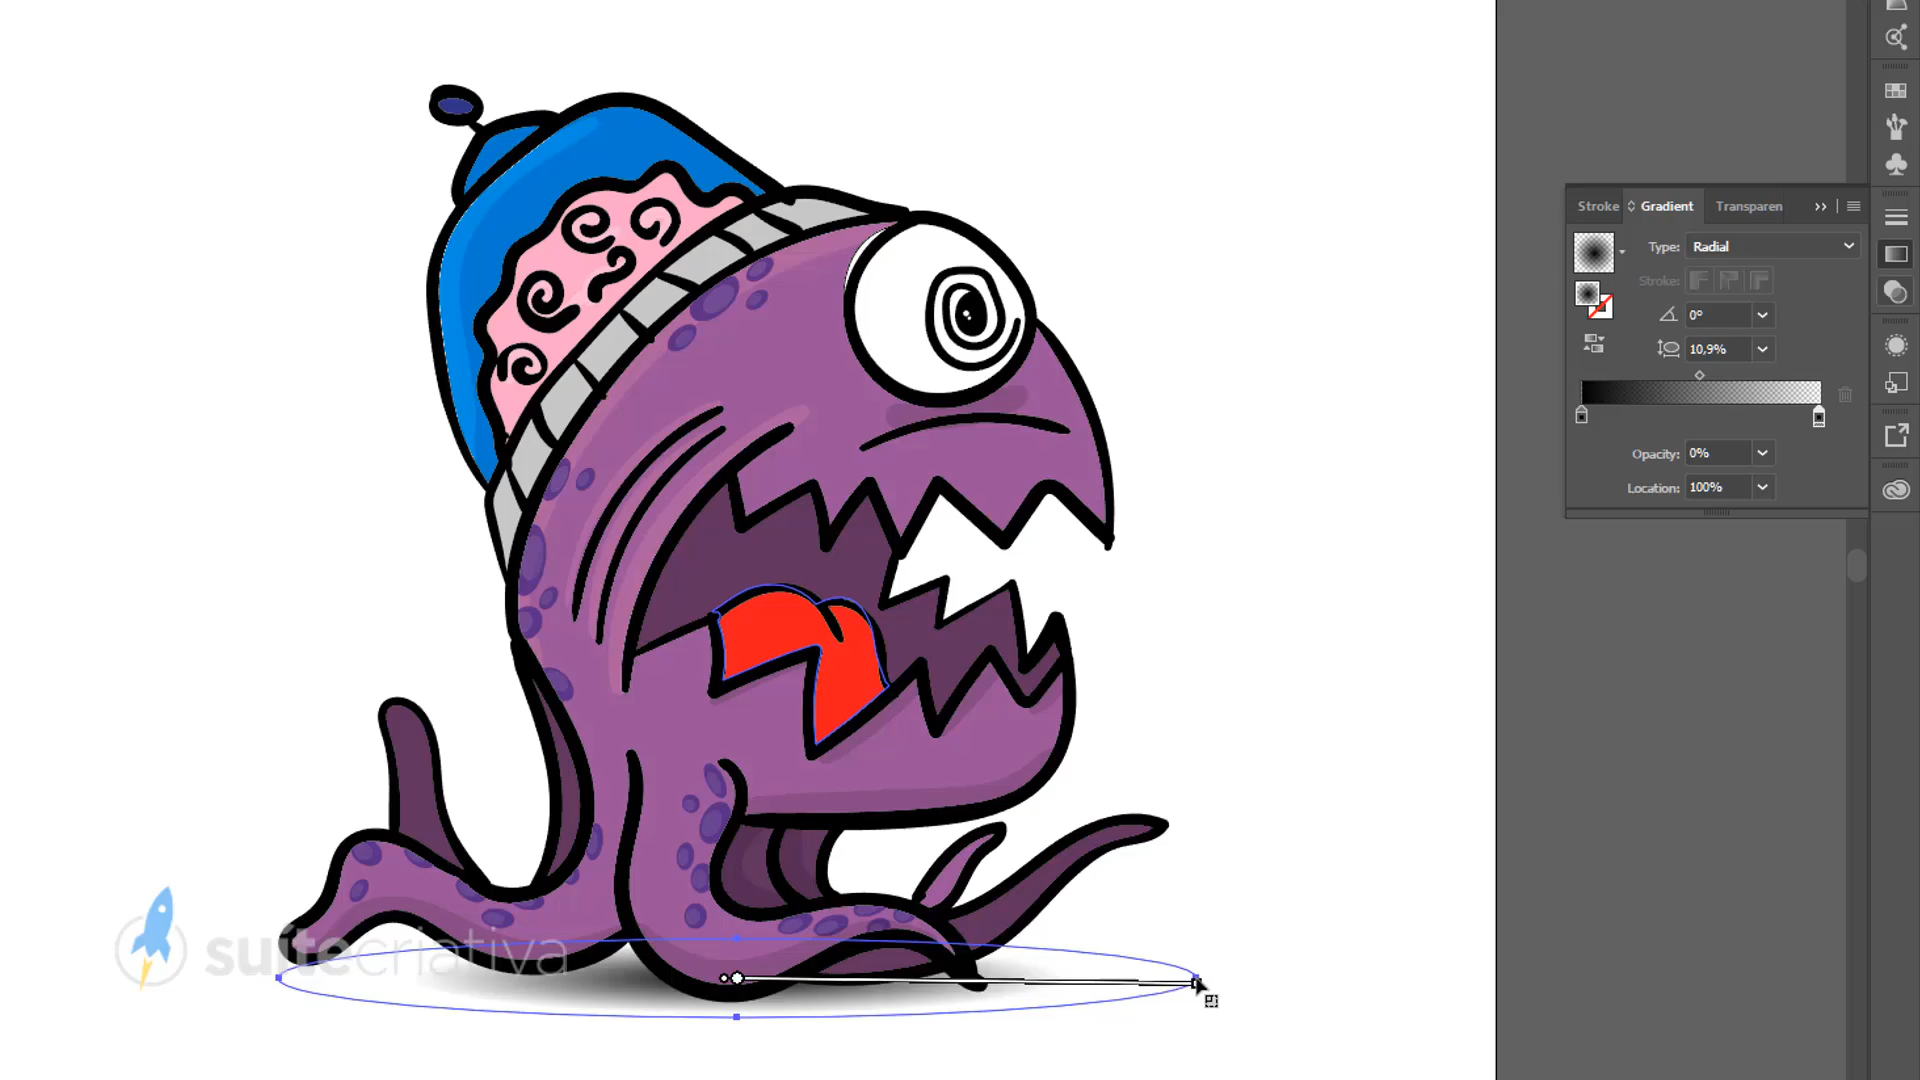 Stroke Gradient Transparen
Type: Radial
Stroke:
0°
10,9%
Opacity: 0%
Location: 100%
suitecriativa